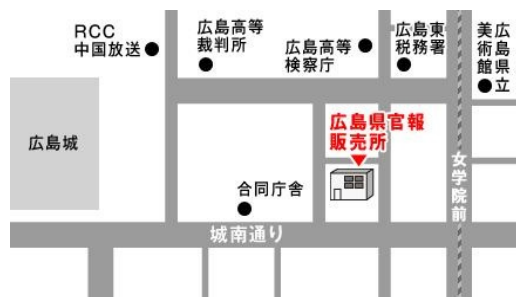 RCC
中国放送
広島高等
裁判所
広島高等
検察庁
広島東
税務署
広島県立
美術館
広島城
広島県官報
販売所
合同庁舎
女学院前
城南通り